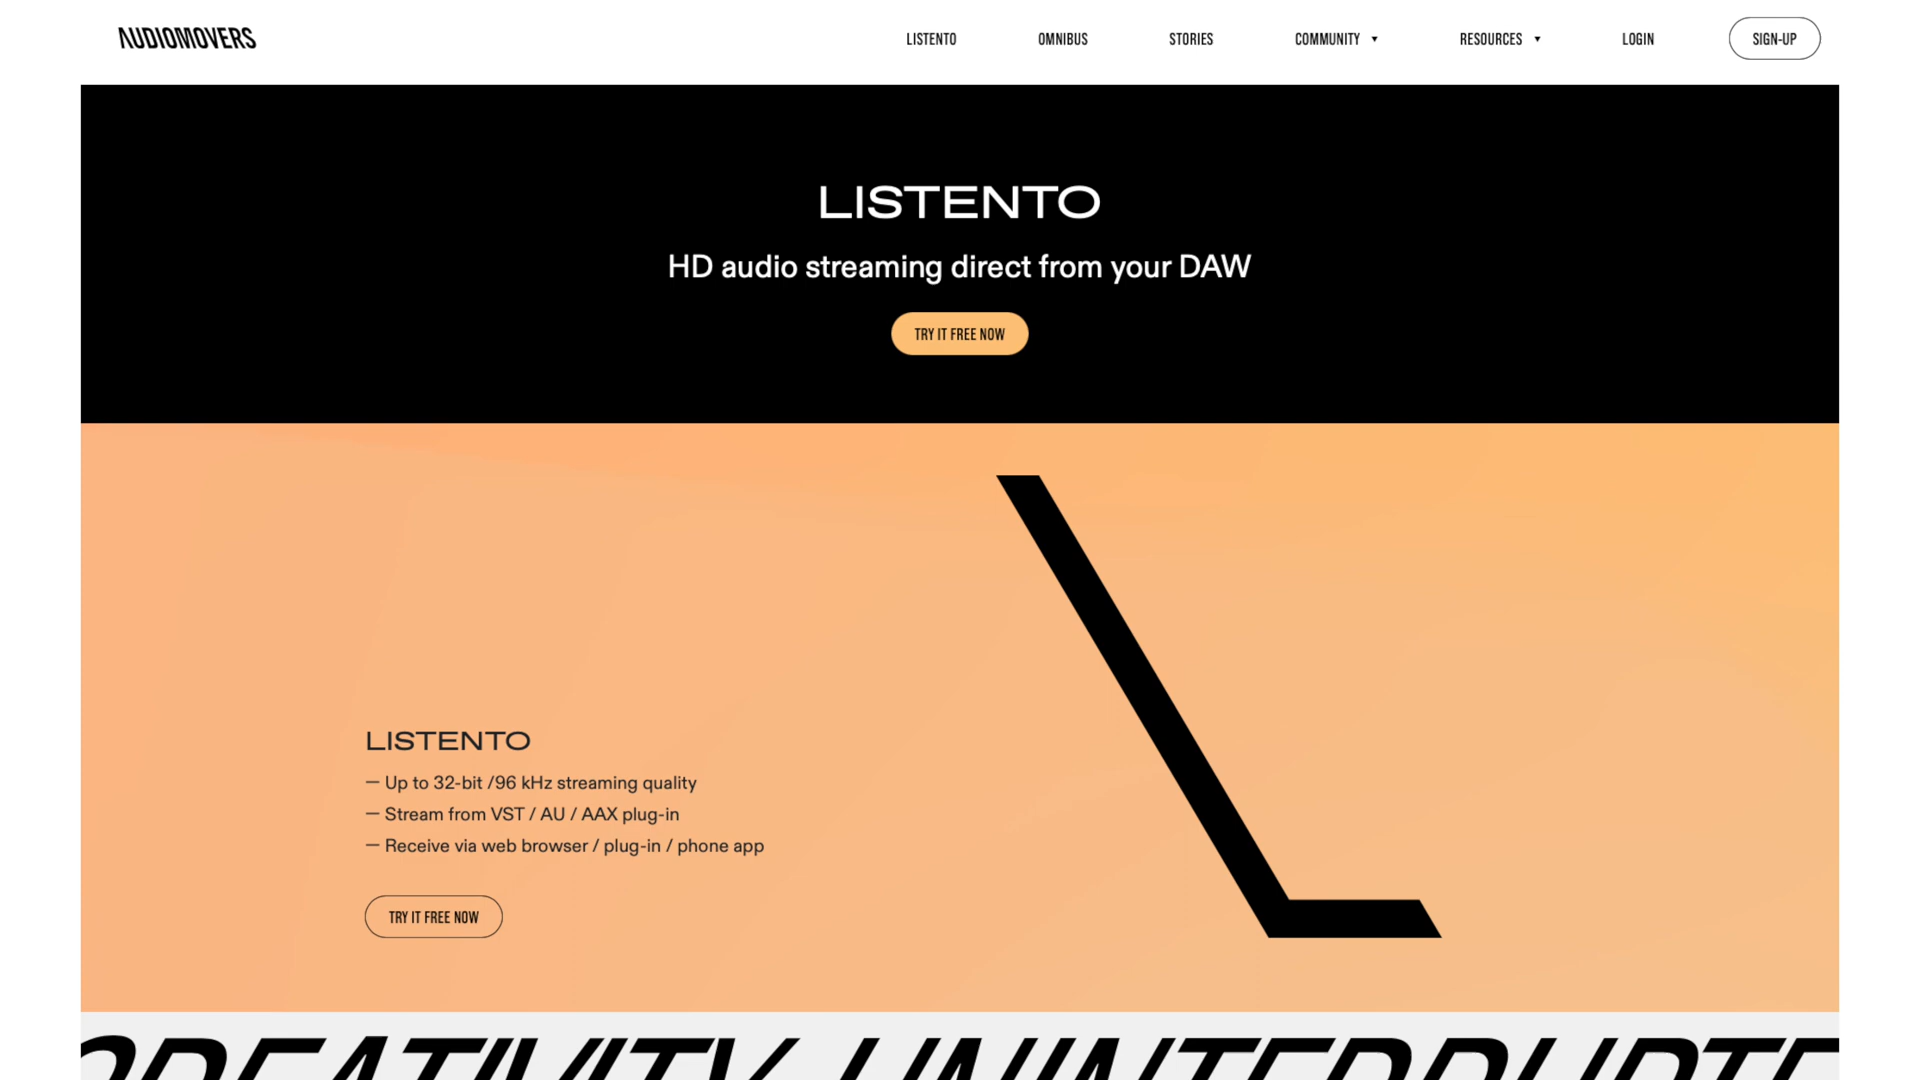 AUDIOMOVERS
LISTENTO OMNIBUS STORIES COMMUNITY ▼ RESOURCES ▼ LOGIN SIGN-UP
LISTENTO
HD audio streaming direct from your DAW
TRY IT FREE NOW
LISTENTO
— Up to 32-bit /96 kHz streaming quality
— Stream from VST / AU / AAX plug-in
— Receive via web browser / plug-in / phone app
TRY IT FREE NOW
CREATIVITY UNINTERRUPTE